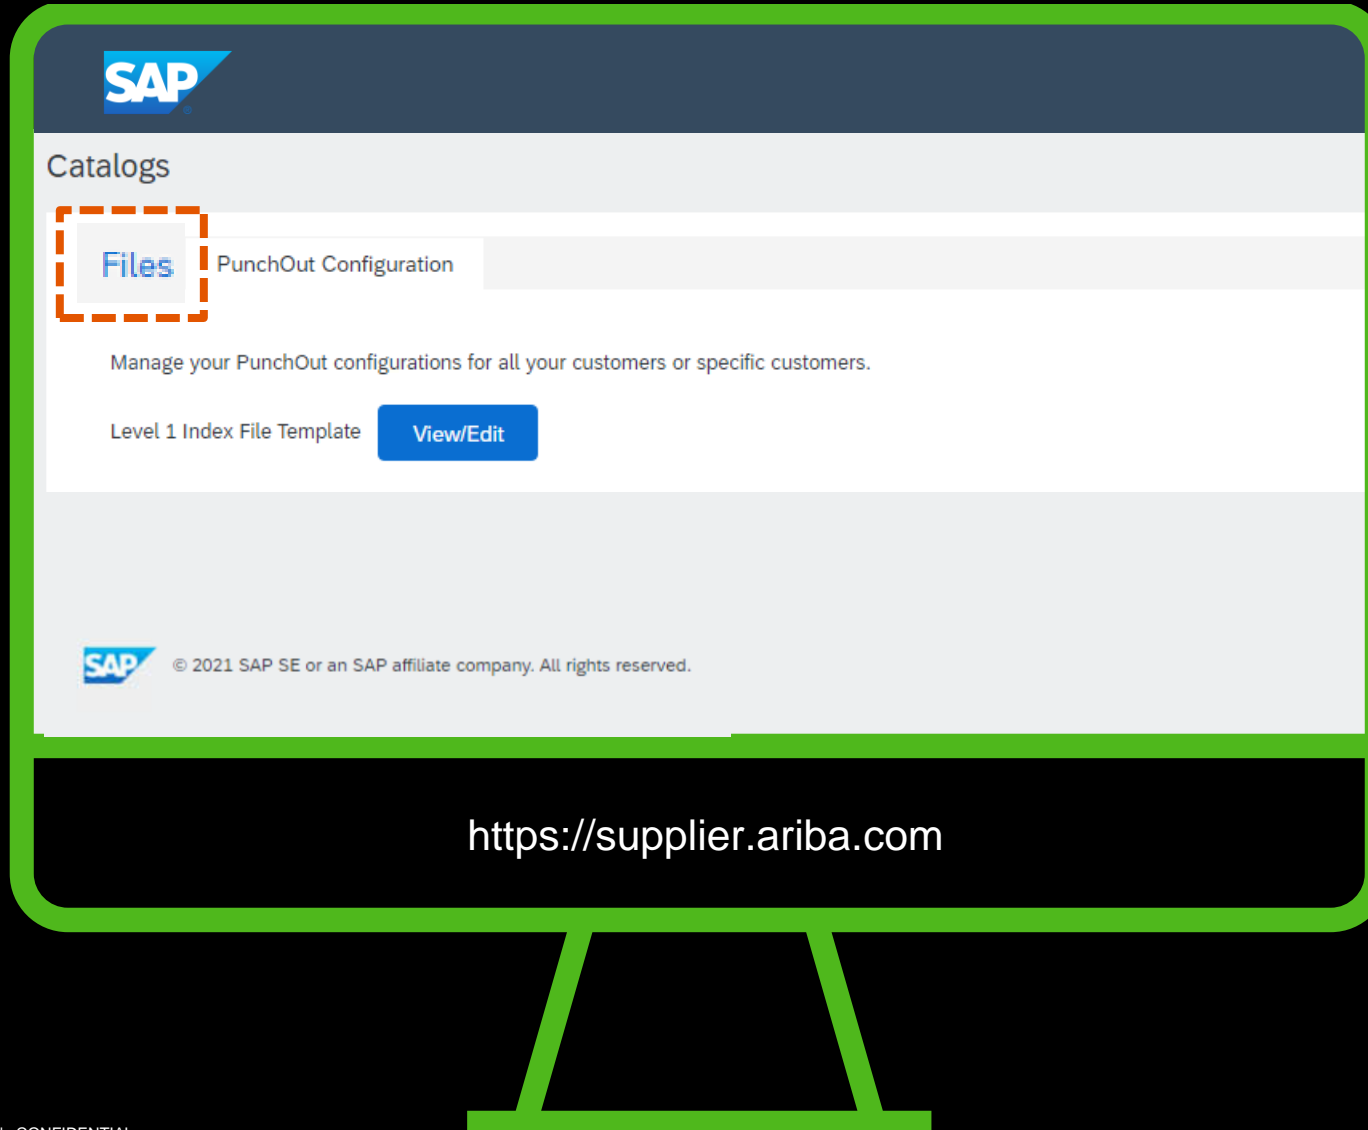 SAP
Catalogs
Files PunchOut Configuration
Manage your PunchOut configurations for all your customers or specific customers.
Level 1 Index File Template View/Edit
SAP © 2021 SAP SE or an SAP affiliate company. All rights reserved.
https://supplier.ariba.com
CONFIDENTIAL